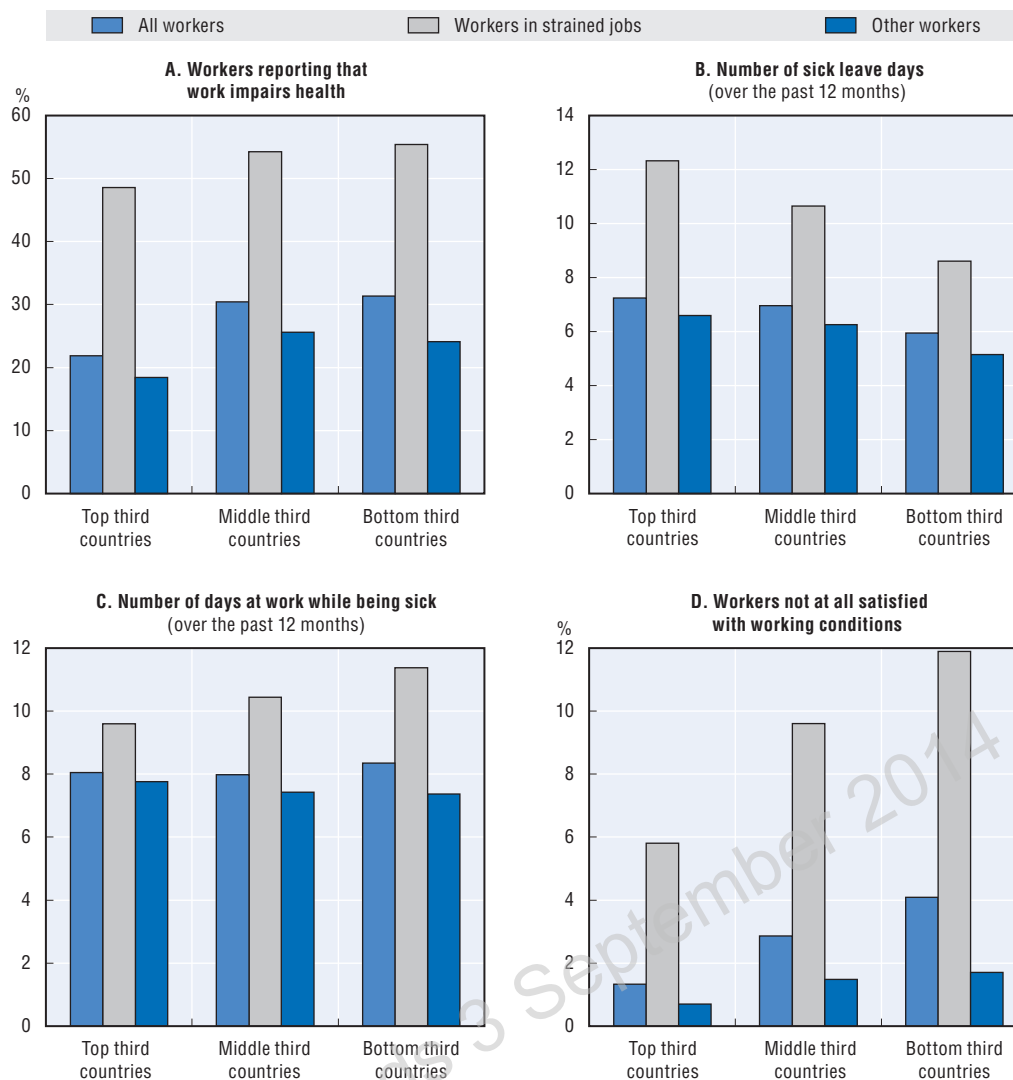 All workers Workers in strained jobs Other workers
A. Workers reporting that
work impairs health
%
60
50
40
30
20
10
0
Top third
countries
Middle third
countries
Bottom third
countries
B. Number of sick leave days
(over the past 12 months)
14
12
10
8
6
4
2
0
Top third
countries
Middle third
countries
Bottom third
countries
C. Number of days at work while being sick
(over the past 12 months)
12
10
8
6
4
2
0
Top third
countries
Middle third
countries
Bottom third
countries
D. Workers not at all satisfied
with working conditions
%
12
10
8
6
4
2
0
Top third
countries
Middle third
countries
Bottom third
countries
3 September 2014